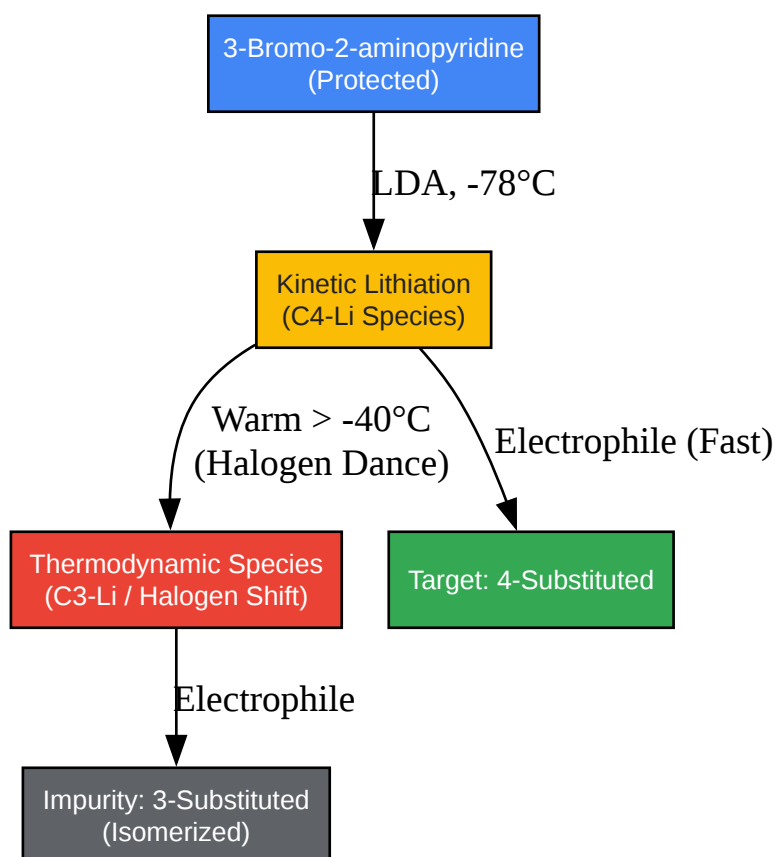 3-Bromo-2-aminopyridine
(Protected)
LDA, -78°C
Kinetic Lithiation
(C4-Li Species)
Warm > -40°C
(Halogen Dance)
Electrophile (Fast)
Thermodynamic Species
(C3-Li / Halogen Shift)
Target: 4-Substituted
Electrophile
Impurity: 3-Substituted
(Isomerized)